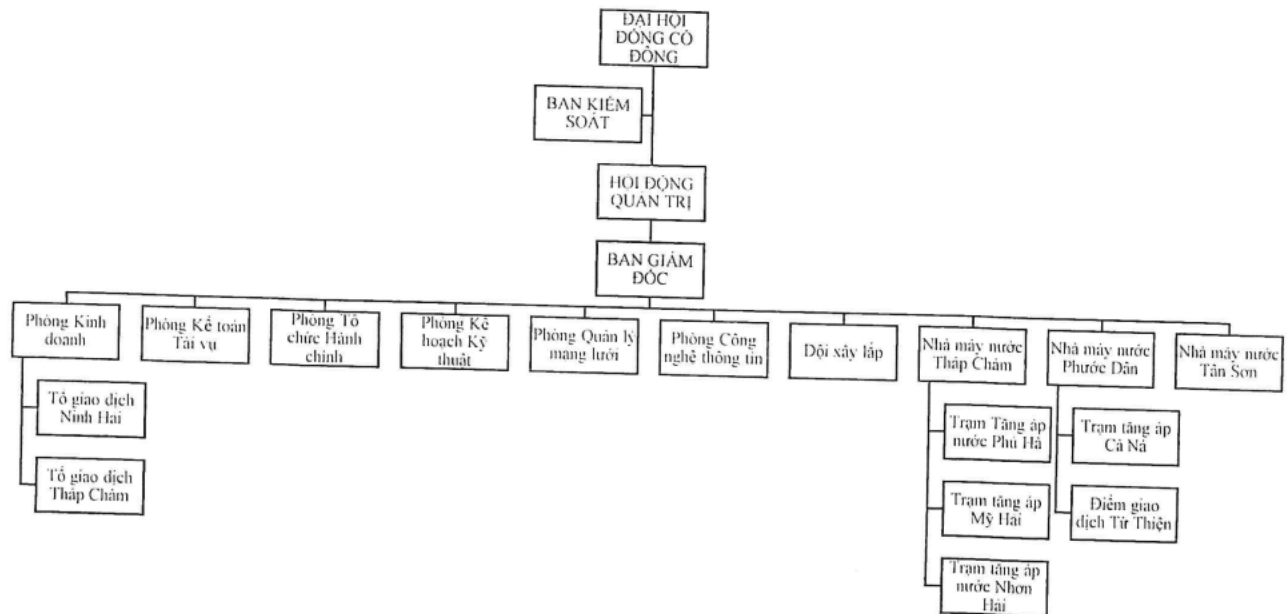 ĐẠI HỘI
ĐỒNG CỔ
ĐÔNG
BAN KIỂM
SOÁT
HỘI ĐỒNG
QUẢN TRỊ
BAN GIÁM
ĐỐC
Phòng Kinh
doanh
Phòng Kế toán
Tài vụ
Phòng Tổ
chức Hành
chính
Phòng Kế
hoạch Kỹ
thuật
Phòng Quản lý
mạng lưới
Phòng Công
nghệ thông tin
Đội xây lắp
Nhà máy nước
Tháp Chàm
Nhà máy nước
Phước Dân
Nhà máy nước
Tân Sơn
Tổ giao dịch
Ninh Hải
Tổ giao dịch
Tháp Chàm
Trạm Tăng áp
nước Phú Hà
Trạm tăng áp
Mỹ Hải
Trạm tăng áp
nước Nhơn
Hải
Trạm tăng áp
Cà Ná
Điểm giao
dịch Từ Thiện